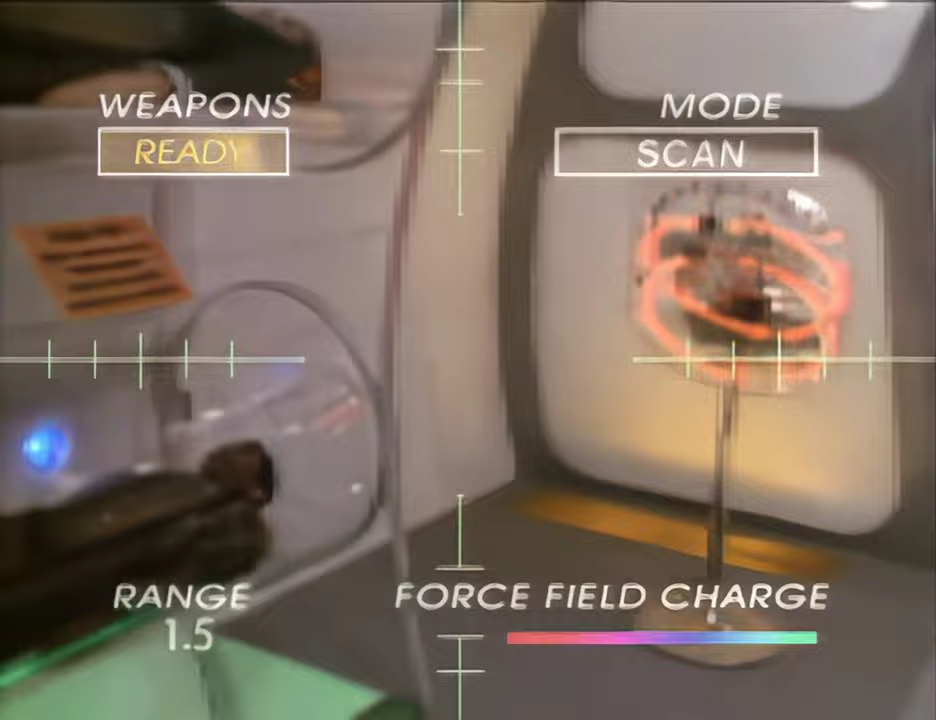 WEAPONS
READY
MODE
SCAN
RANGE
1.5
FORCE FIELD CHARGE